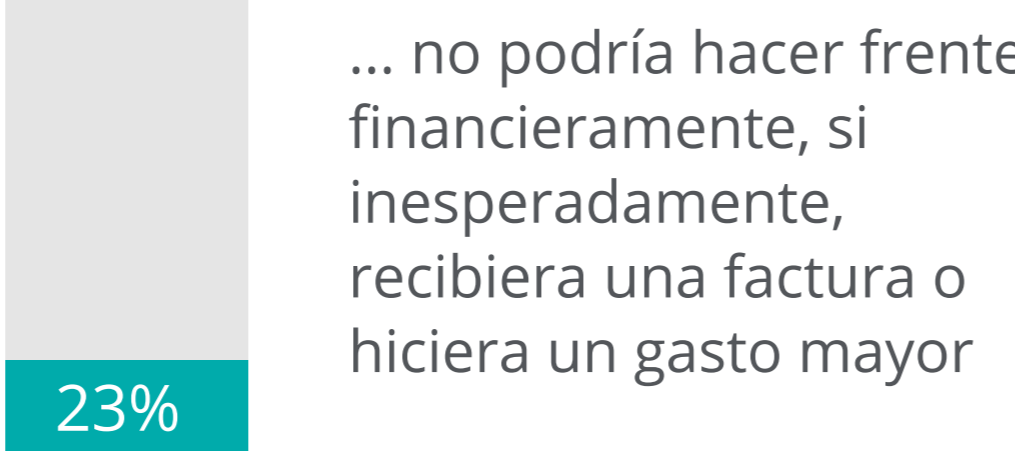 ... no podría hacer frente
financieramente, si
inesperadamente,
recibiera una factura o
hiciera un gasto mayor
23%